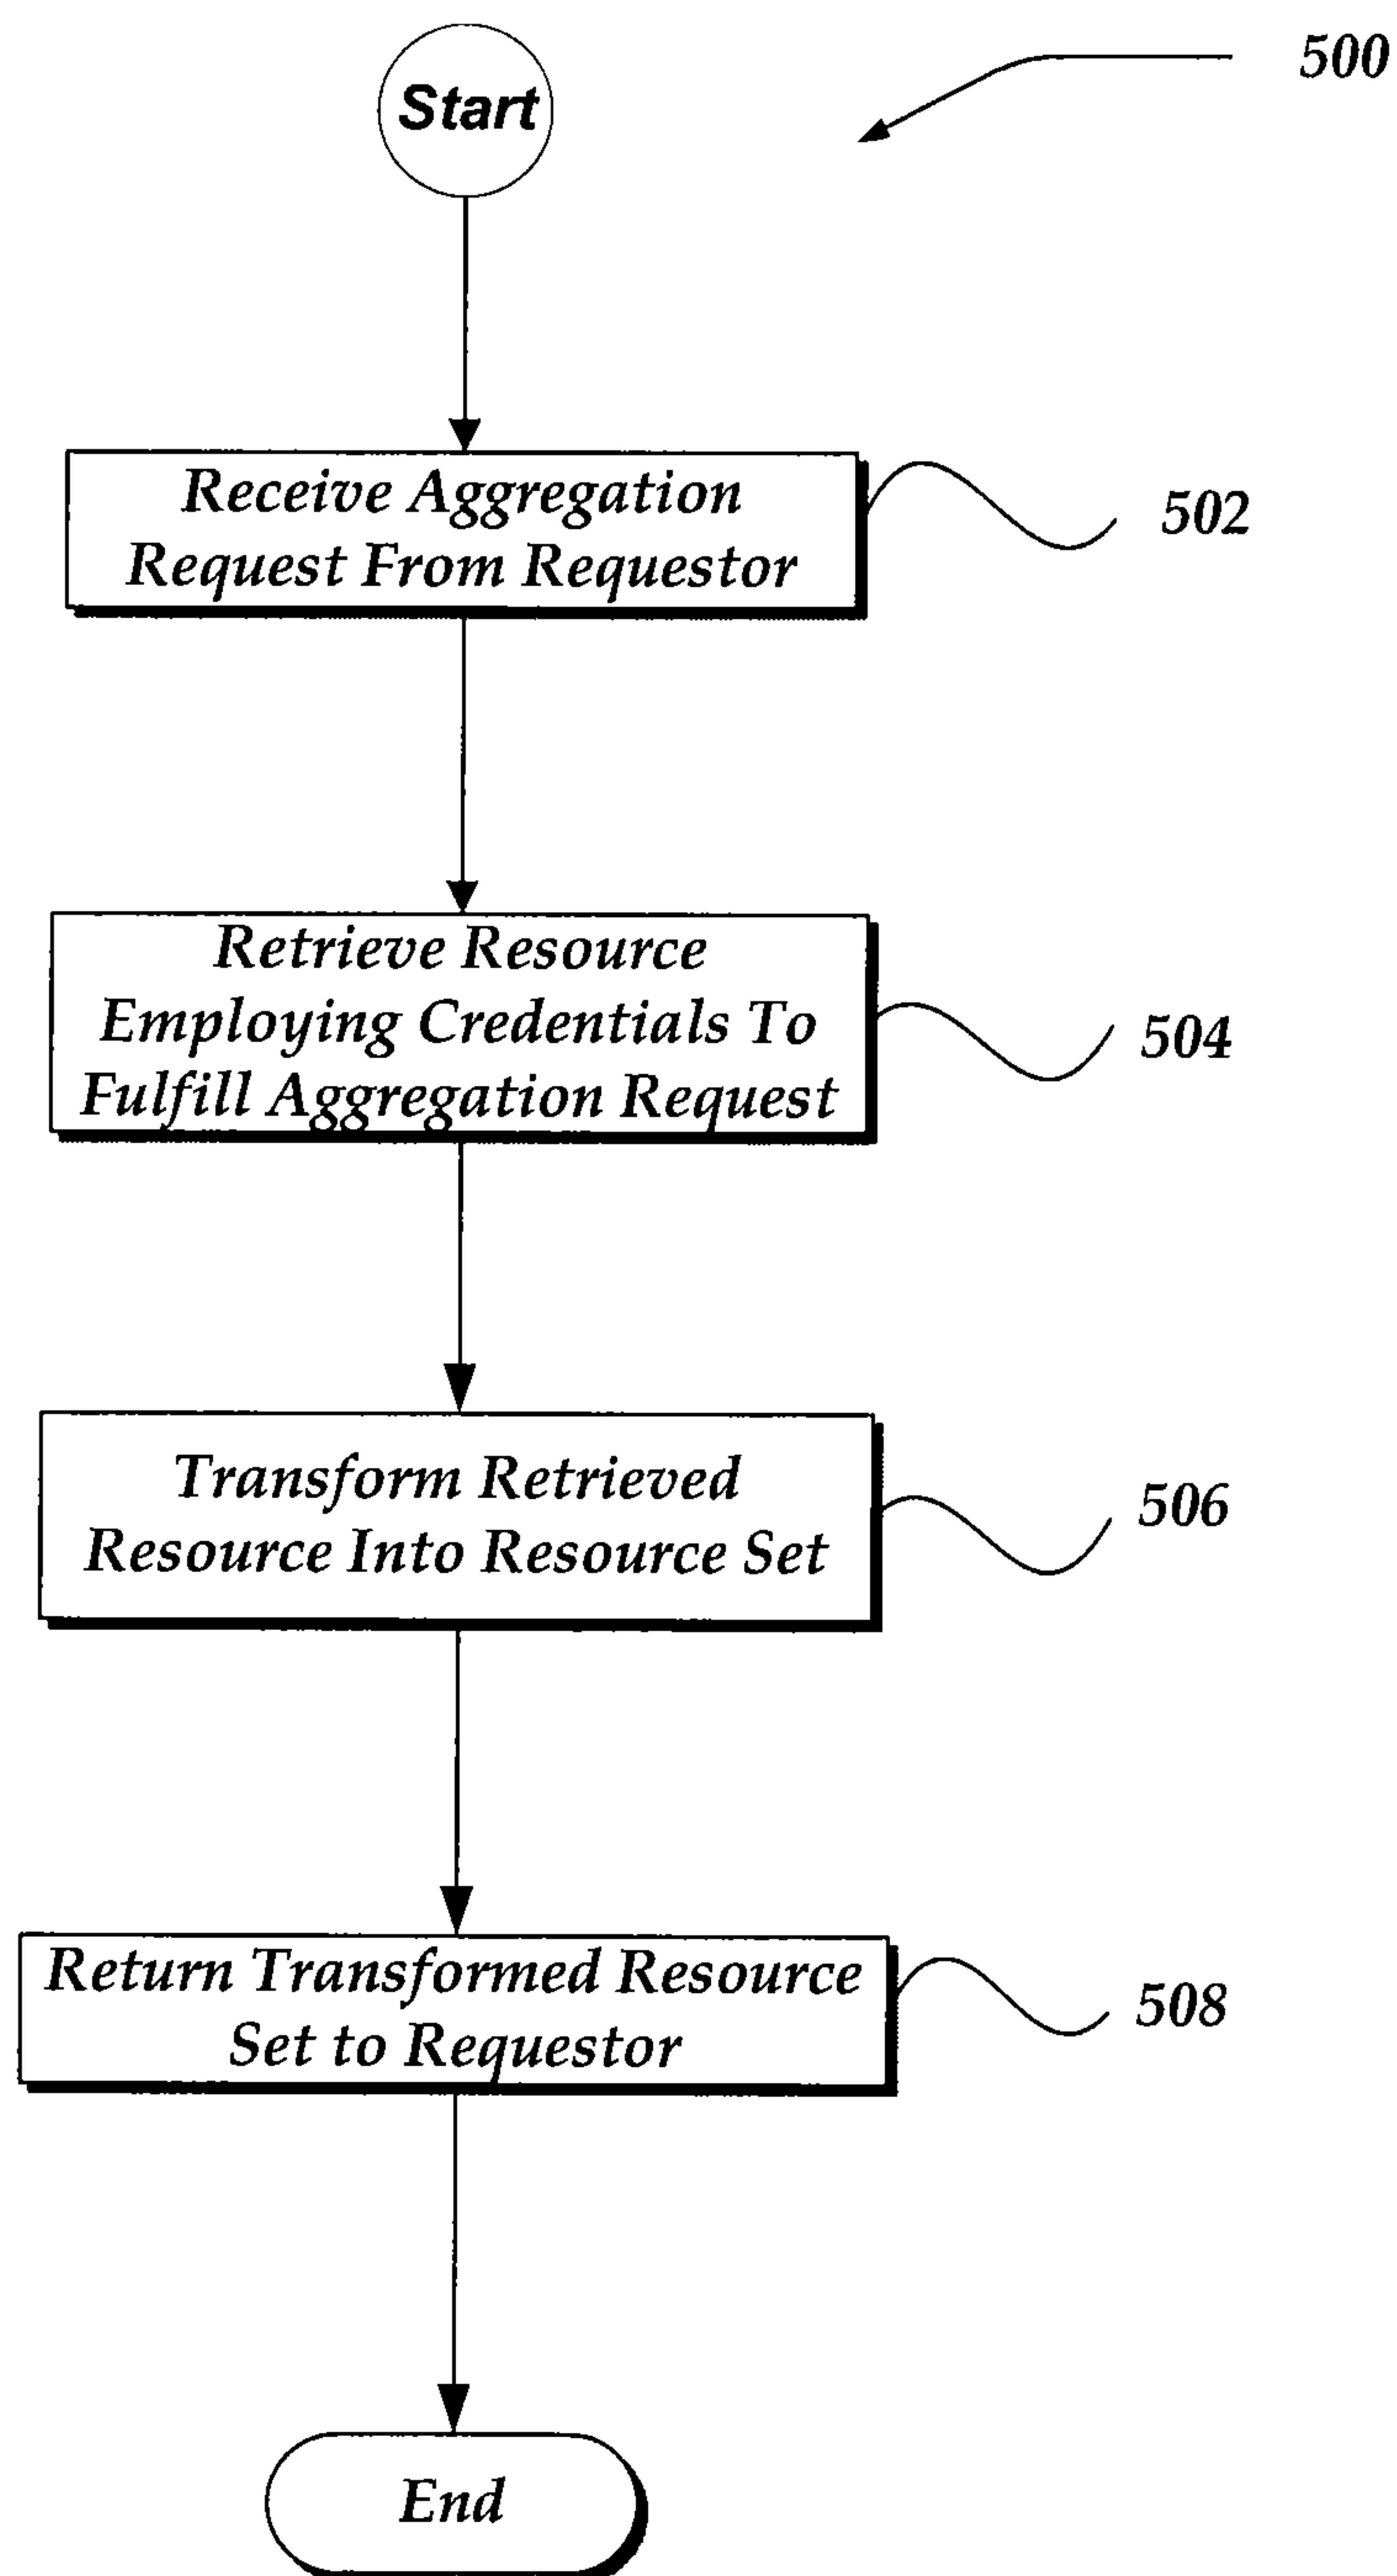 Start
500
Receive Aggregation
Request From Requestor
502
Retrieve Resource
Employing Credentials To
Fulfill Aggregation Request
504
Transform Retrieved
Resource Into Resource Set
506
Return Transformed Resource
Set to Requestor
508
End